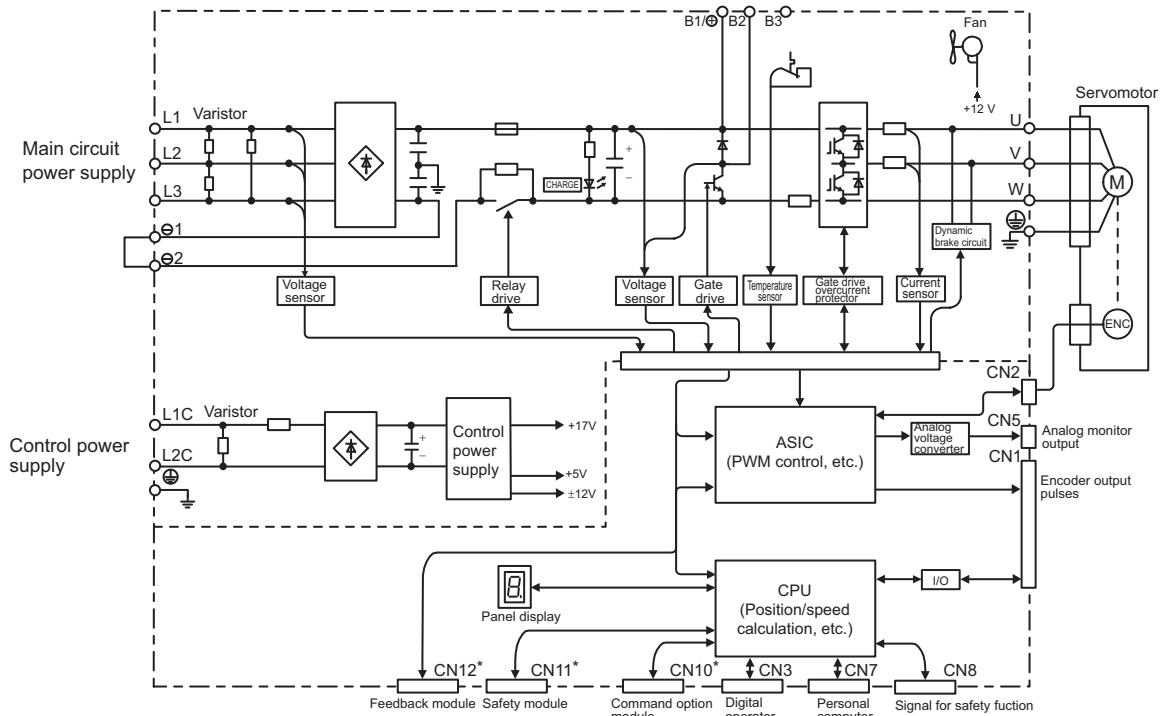 B1/⊕ B2 B3
Fan
+12 V
Servomotor
Main circuit
power supply
L1 Varistor
L2
L3
⊖1
⊖2
CHARGE
+
−
U
V
W
M
ENC
Dynamic
brake circuit
Voltage
sensor
Relay
drive
Voltage
sensor
Gate
drive
Temperature
sensor
Gate drive
overcurrent
protector
Current
sensor
Control power
supply
L1C Varistor
L2C
+
−
Control
power
supply
+17V
+5V
±12V
ASIC
(PWM control, etc.)
Analog
voltage
converter
CN2
CN5
Analog monitor
output
CN1
Encoder output
pulses
CPU
(Position/speed
calculation, etc.)
I/O
8.
Panel display
CN12*
Feedback module
CN11*
Safety module
CN10*
Command option
CN3
Digital
CN7
Personal
CN8
Signal for safety fuction